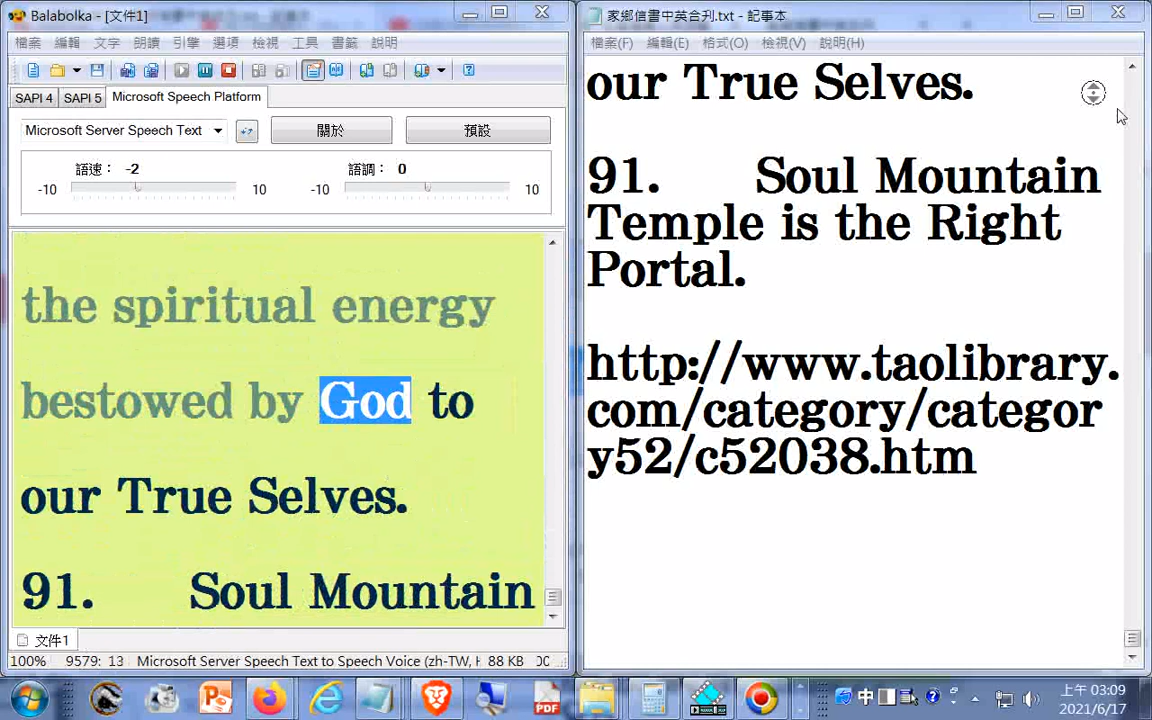 Balabolka - [文件1]
檔案 編輯 文字 朗讀 引擎 選項 檢視 工具 書籤 說明
SAPI 4 SAPI 5 Microsoft Speech Platform
Microsoft Server Speech Text 關於 預設
語速： -2 語調： 0
-10 10 -10 10
the spiritual energy
bestowed by God to
our True Selves.
91. Soul Mountain
文件1
100% 9579: 13 Microsoft Server Speech Text to Speech Voice (zh-TW, H 88 KB
家鄉信書中英合刋.txt - 記事本
檔案(F) 編輯(E) 格式(O) 檢視(V) 說明(H)
our True Selves.
91. Soul Mountain
Temple is the Right
Portal.
http://www.taolibrary.
com/category/categor
y52/c52038.htm
中
上午 03:09
2021/6/17